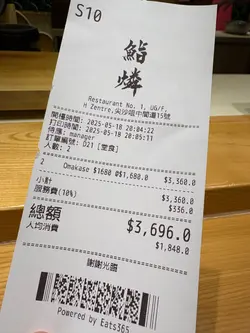 S10
鮨
燐
Restaurant No. 1, UG/F,
H Zentre,尖沙咀中間道15號
開檯時間: 2025-05-18 20:04:22
打印時間: 2025-05-18 20:05:11
侍應: manager
訂單編號: D21 [堂食]
人數: 2
2 Omakase $1680 @$1,680.0 $3,360.0
小計 $3,360.0
服務費(10%) $336.0
總額 $3,696.0
人均消費 $1,848.0
謝謝光臨
Powered by Eats365